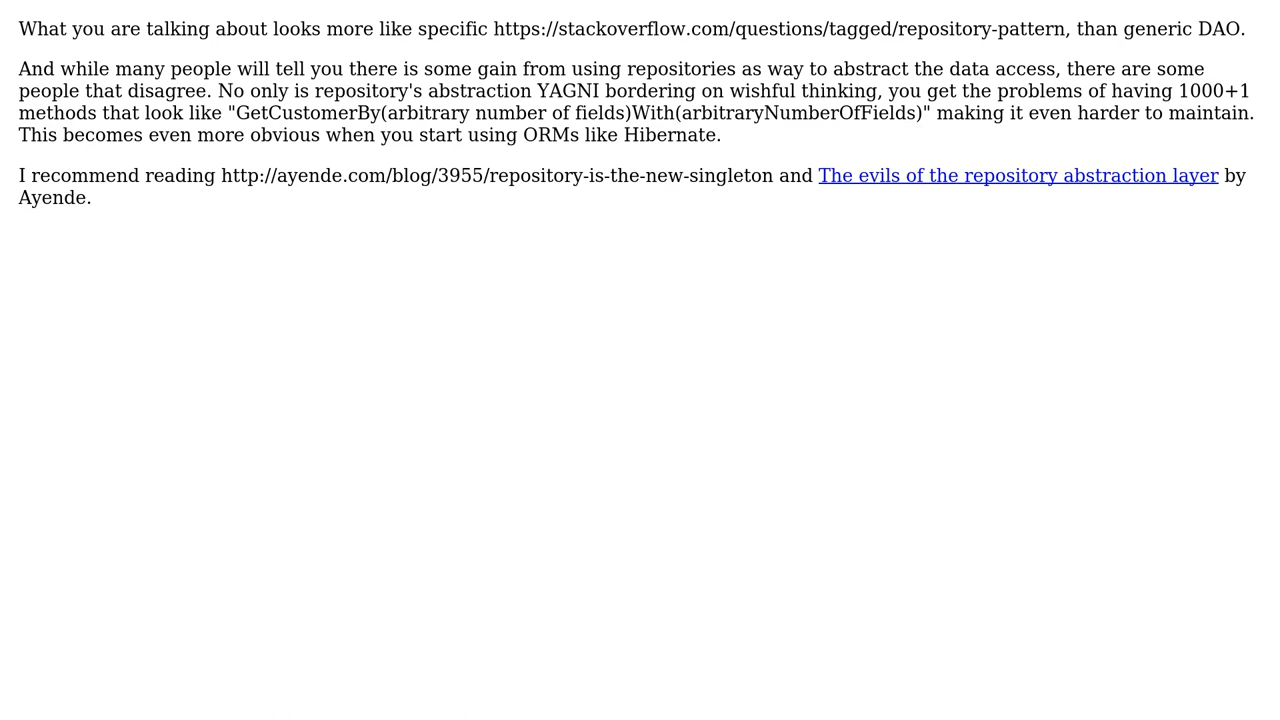 What you are talking about looks more like specific https://stackoverflow.com/questions/tagged/repository-pattern, than generic DAO.
And while many people will tell you there is some gain from using repositories as way to abstract the data access, there are some
people that disagree. No only is repository's abstraction YAGNI bordering on wishful thinking, you get the problems of having 1000+1
methods that look like "GetCustomerBy(arbitrary number of fields)With(arbitraryNumberOfFields)" making it even harder to maintain.
This becomes even more obvious when you start using ORMs like Hibernate.
I recommend reading http://ayende.com/blog/3955/repository-is-the-new-singleton and The evils of the repository abstraction layer by
Ayende.